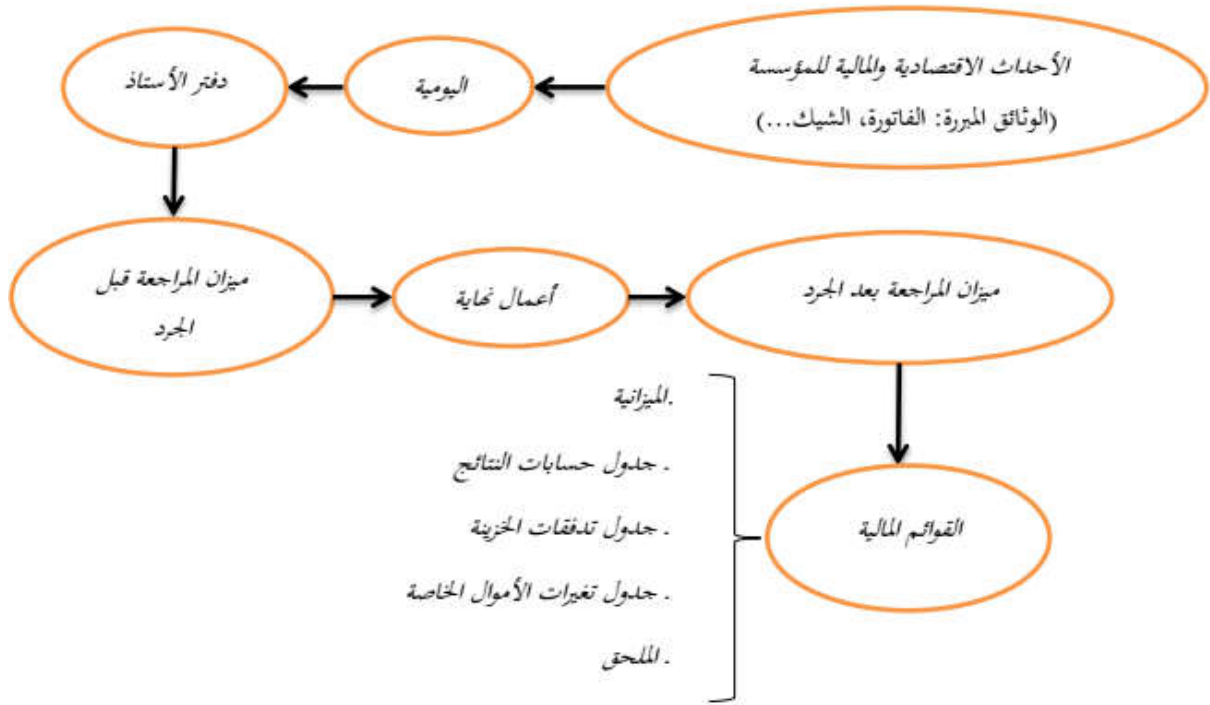 الأحداث الاقتصادية والمالية للمؤسسة
(الوثائق المبررة: الفاتورة، الشيك...)
اليومية
دفتر الأستاذ
ميزان المراجعة قبل
الجرد
أعمال نهاية
ميزان المراجعة بعد الجرد
القوائم المالية
.الميزانية
. جدول حسابات النتائج
. جدول تدفقات الخزينة
. جدول تغيرات الأموال الخاصة
. الملحق